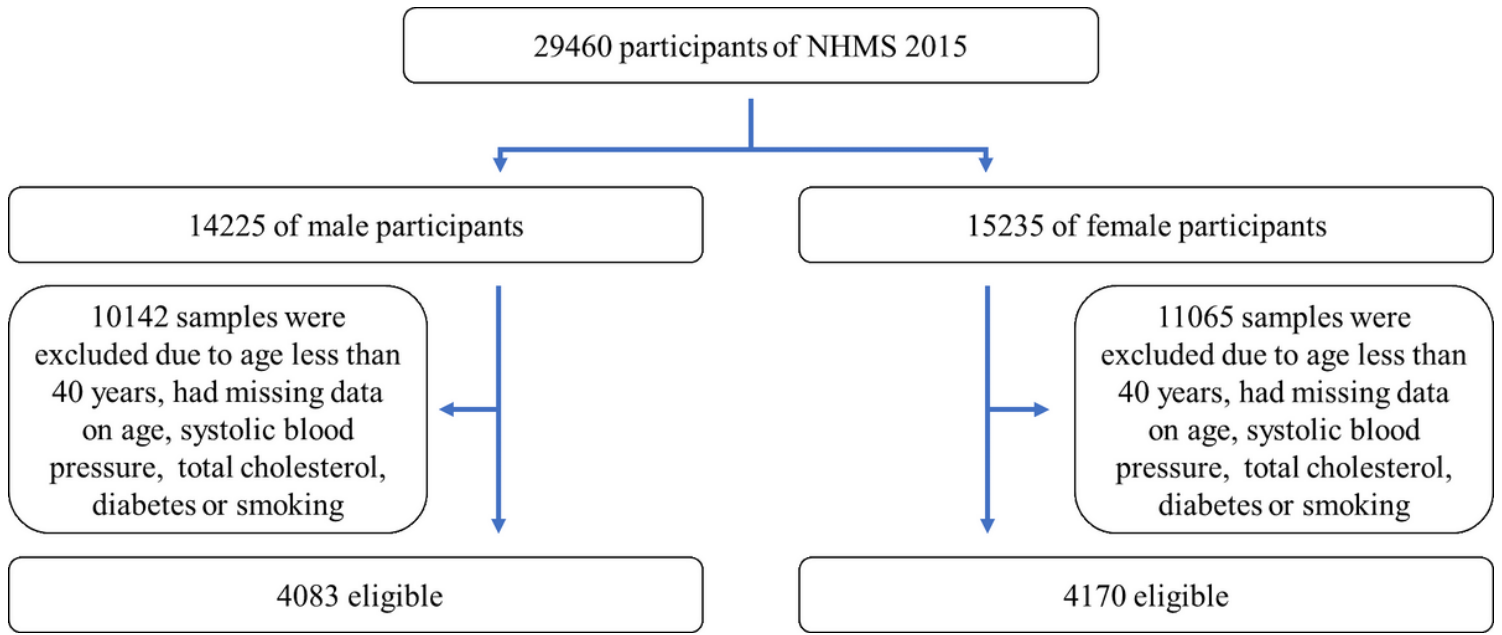 29460 participants of NHMS 2015
14225 of male participants
15235 of female participants
10142 samples were
excluded due to age less than
40 years, had missing data
on age, systolic blood
pressure, total cholesterol,
diabetes or smoking
11065 samples were
excluded due to age less than
40 years, had missing data
on age, systolic blood
pressure, total cholesterol,
diabetes or smoking
4083 eligible
4170 eligible